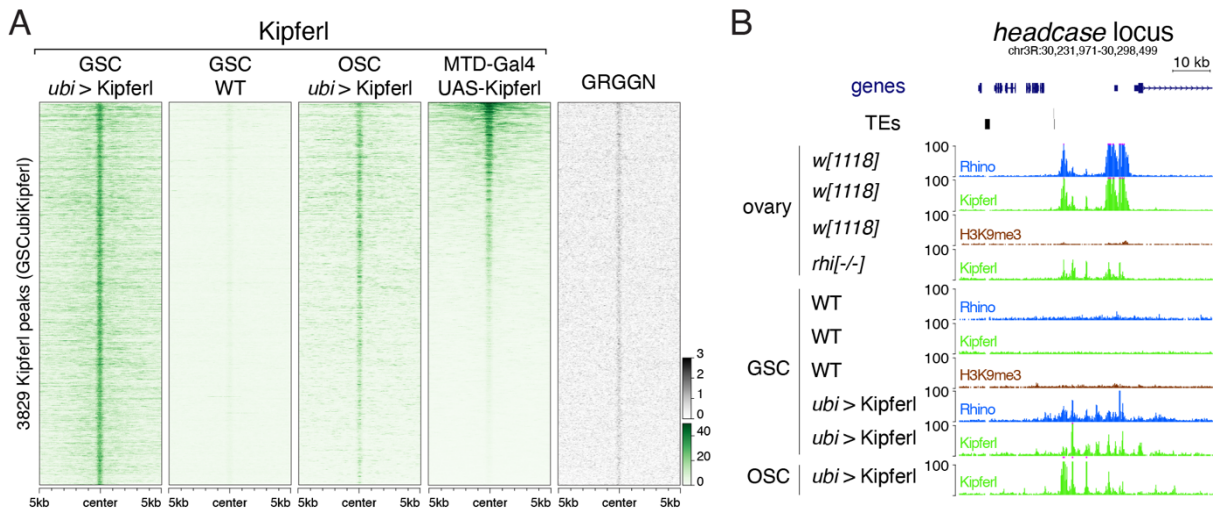 A
Kipferl
GSC
ubi > Kipferl
GSC
WT
OSC
ubi > Kipferl
MTD-Gal4
UAS-Kipferl
GRGGN
3829 Kipferl peaks (GSCubiKipferl)
3
2
1
0
40
20
0
5kb center 5kb
5kb center 5kb
5kb center 5kb
5kb center 5kb
5kb center 5kb
B
headcase locus
chr3R:30,231,971-30,298,499
10 kb
genes
TEs
ovary
w[1118] 100 Rhino
w[1118] 100 Kipferl
w[1118] 100 H3K9me3
rhi[-/-] 100 Kipferl
GSC
WT 100 Rhino
WT 100 Kipferl
WT 100 H3K9me3
ubi > Kipferl 100 Rhino
ubi > Kipferl 100 Kipferl
OSC ubi > Kipferl 100 Kipferl